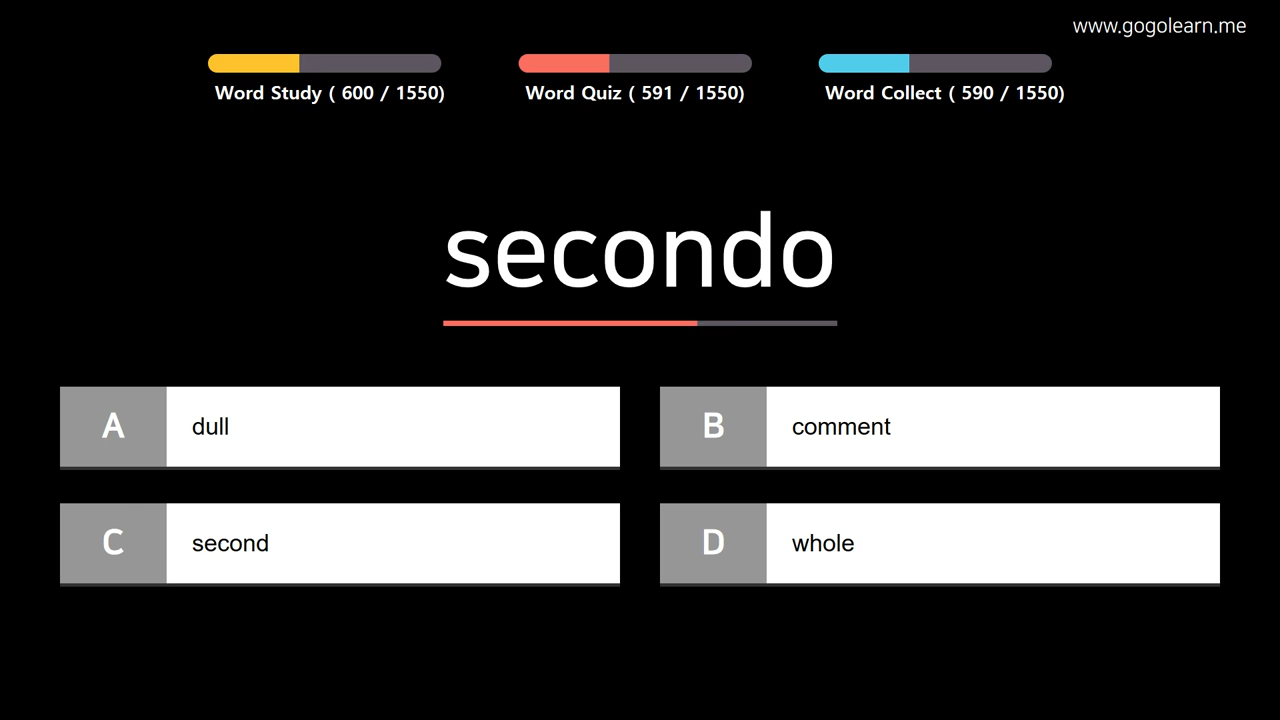 www.gogolearn.me
Word Study ( 600 / 1550)
Word Quiz ( 591 / 1550)
Word Collect ( 590 / 1550)
secondo
A dull
B comment
C second
D whole